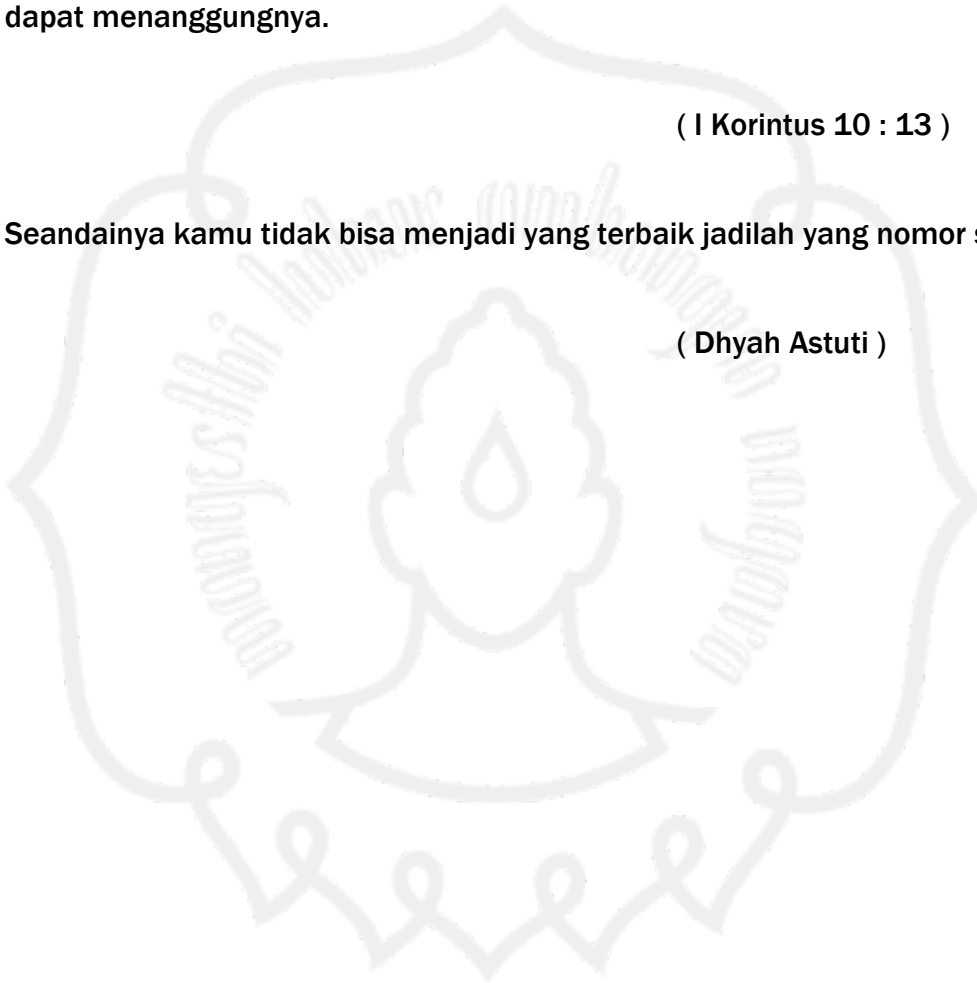 dapat menanggungnya.
( I Korintus 10 : 13 )
Seandainya kamu tidak bisa menjadi yang terbaik jadilah yang nomor
( Dhyah Astuti )